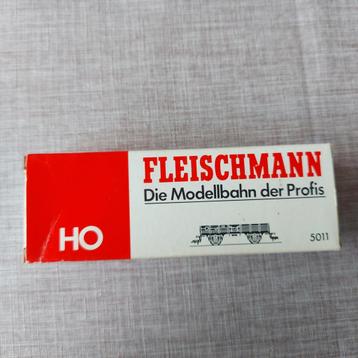 FLEISCHMANN
Die Modellbahn der Profis
HO
5011